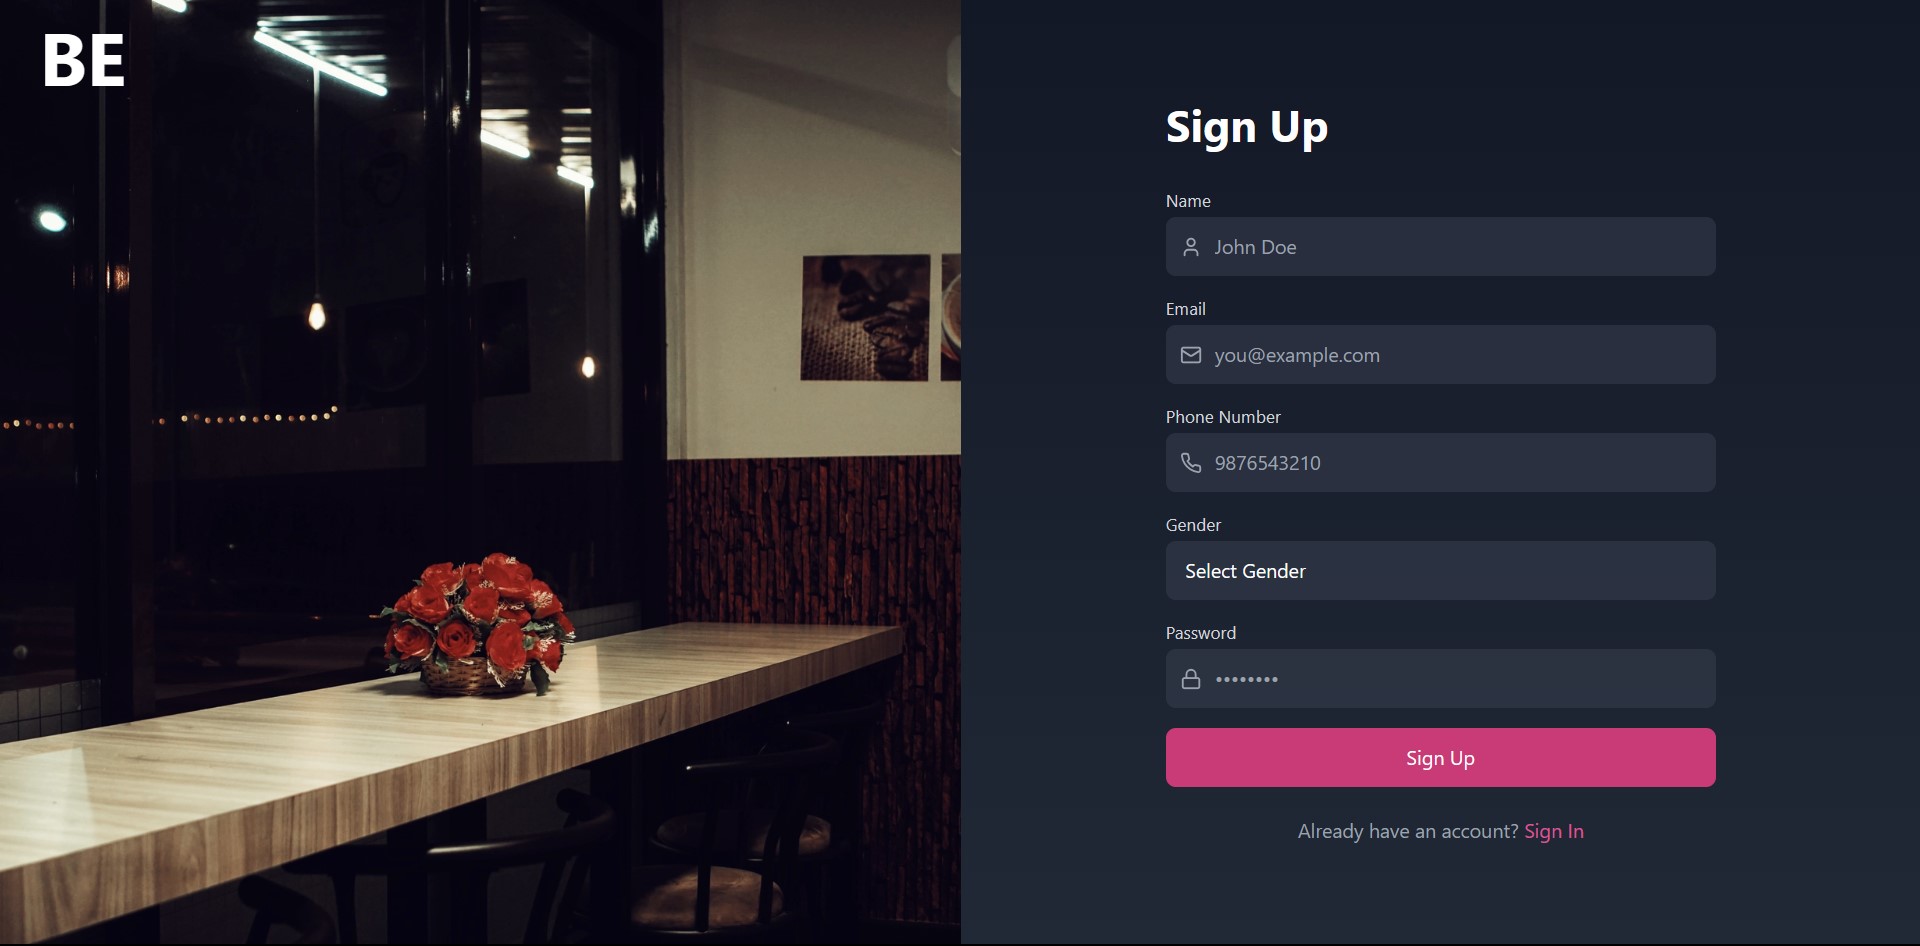 BE
Sign Up
Name
John Doe
Email
you@example.com
Phone Number
9876543210
Gender
Select Gender
Password
••••••••
Sign Up
Already have an account? Sign In